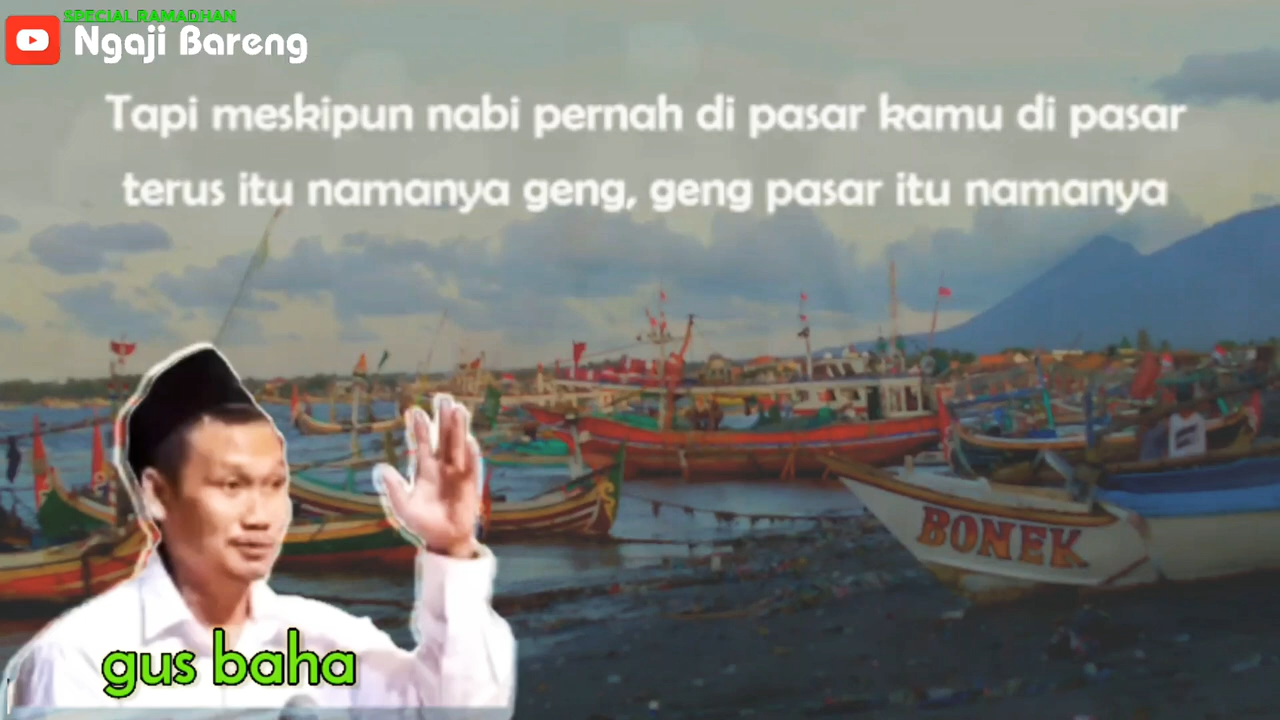 SPECIAL RAMADHAN
Ngaji Bareng
Tapi meskipun nabi pernah di pasar kamu di pasar
terus itu namanya geng, geng pasar itu namanya
BONEK
gus baha